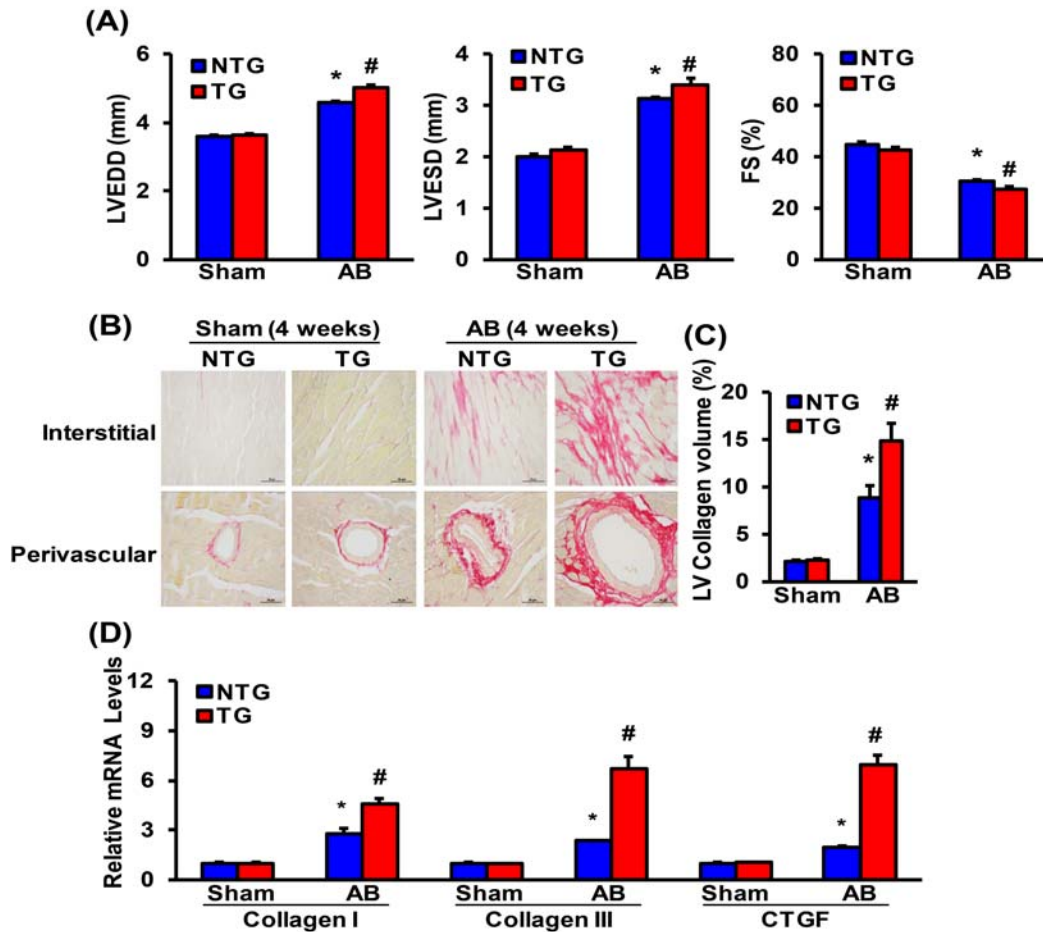 (A)
LVEDD (mm)
6
4
2
0
NTG
TG
*
#
Sham
AB
LVESD (mm)
4
3
2
1
0
NTG
TG
*
#
Sham
AB
FS (%)
80
60
40
20
0
NTG
TG
*
#
Sham
AB
(B)
Sham (4 weeks)
AB (4 weeks)
NTG
TG
NTG
TG
Interstitial
Perivascular
(C)
LV Collagen volume (%)
20
15
10
5
0
NTG
TG
*
#
Sham
AB
(D)
Relative mRNA Levels
12
9
6
3
0
NTG
TG
*
#
*
#
*
#
Sham
AB
Sham
AB
Sham
AB
Collagen I
Collagen III
CTGF